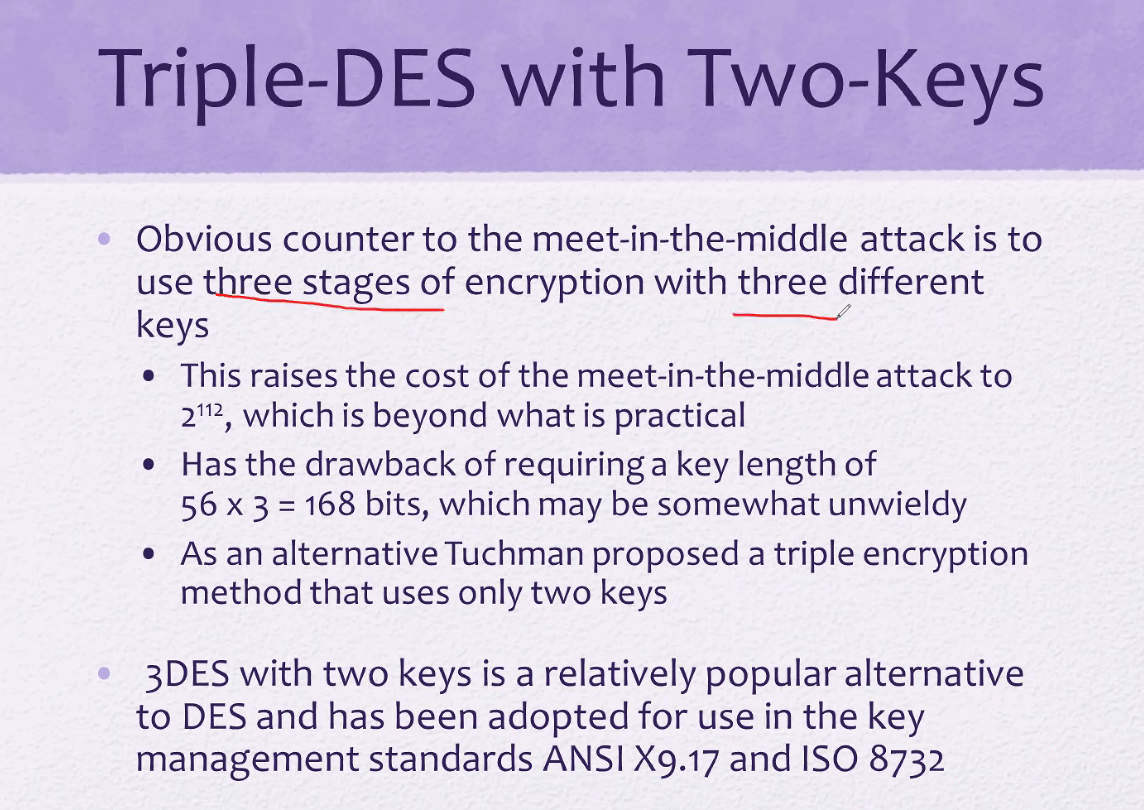 Triple-DES with Two-Keys
• Obvious counter to the meet-in-the-middle attack is to
use three stages of encryption with three different
keys
• This raises the cost of the meet-in-the-middle attack to
2¹¹², which is beyond what is practical
• Has the drawback of requiring a key length of
56 x 3 = 168 bits, which may be somewhat unwieldy
• As an alternative Tuchman proposed a triple encryption
method that uses only two keys
• 3DES with two keys is a relatively popular alternative
to DES and has been adopted for use in the key
management standards ANSI X9.17 and ISO 8732